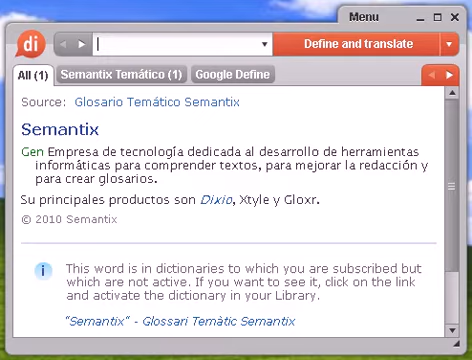 Menu
di
Define and translate
All (1) Semantix Temático (1) Google Define
Source: Glosario Temático Semantix
Semantix
Gen Empresa de tecnología dedicada al desarrollo de herramientas
informáticas para comprender textos, para mejorar la redacción y
para crear glosarios.
Su principales productos son Dixio, Xtyle y Gloxr.
© 2010 Semantix
i
This word is in dictionaries to which you are subscribed but
which are not active. If you want to see it, click on the link
and activate the dictionary in your Library.
"Semantix" - Glossari Temàtic Semantix